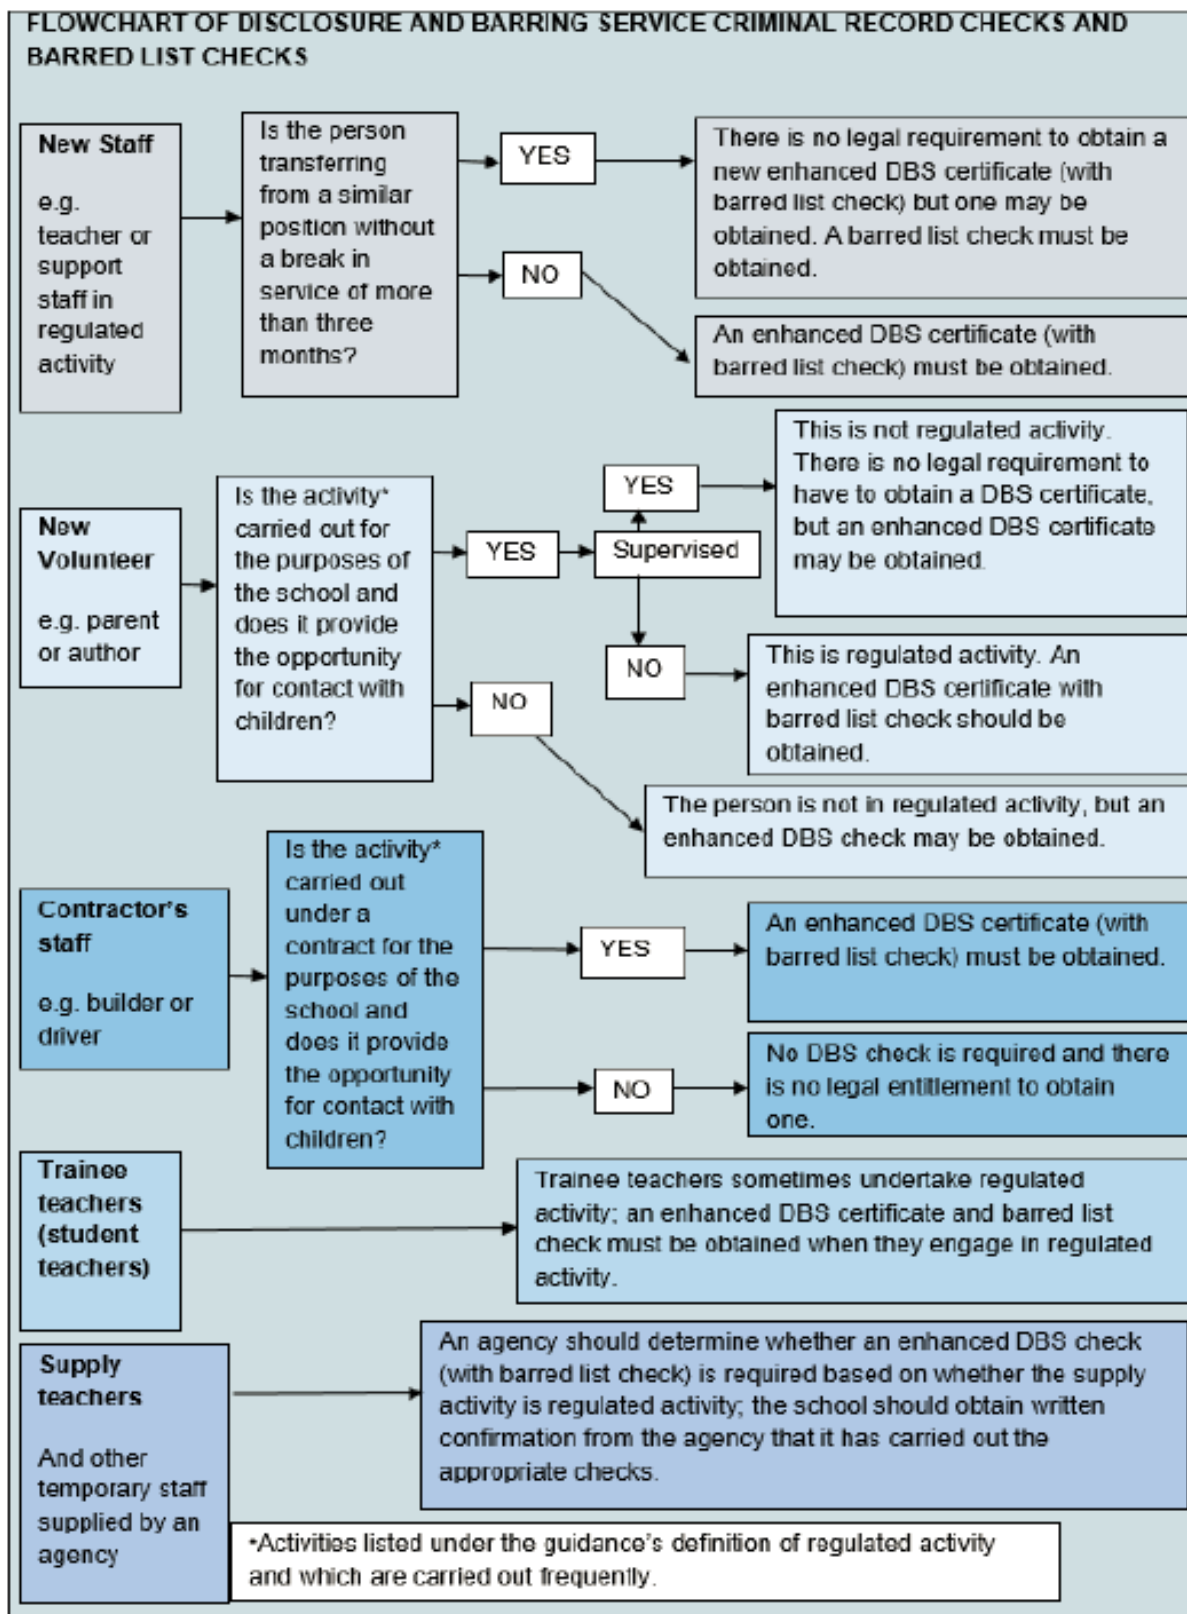 FLOWCHART OF DISCLOSURE AND BARRING SERVICE CRIMINAL RECORD CHECKS AND
BARRED LIST CHECKS
New Staff
e.g.
teacher or
support
staff in
regulated
activity
Is the person
transferring
from a similar
position without
a break in
service of more
than three
months?
YES
There is no legal requirement to obtain a
new enhanced DBS certificate (with
barred list check) but one may be
obtained. A barred list check must be
obtained.
NO
An enhanced DBS certificate (with
barred list check) must be obtained.
New
Volunteer
e.g. parent
or author
Is the activity*
carried out for
the purposes of
the school and
does it provide
the opportunity
for contact with
children?
YES
Supervised
YES
This is not regulated activity.
There is no legal requirement to
have to obtain a DBS certificate,
but an enhanced DBS certificate
may be obtained.
NO
This is regulated activity. An
enhanced DBS certificate with
barred list check should be
obtained.
NO
The person is not in regulated activity, but an
enhanced DBS check may be obtained.
Contractor's
staff
e.g. builder or
driver
Is the activity*
carried out
under a
contract for the
purposes of the
school and
does it provide
the opportunity
for contact with
children?
YES
An enhanced DBS certificate (with
barred list check) must be obtained.
NO
No DBS check is required and there
is no legal entitlement to obtain
one.
Trainee
teachers
(student
teachers)
Trainee teachers sometimes undertake regulated
activity; an enhanced DBS certificate and barred list
check must be obtained when they engage in regulated
activity.
Supply
teachers
And other
temporary staff
supplied by an
agency
An agency should determine whether an enhanced DBS check
(with barred list check) is required based on whether the supply
activity is regulated activity; the school should obtain written
confirmation from the agency that it has carried out the
appropriate checks.
*Activities listed under the guidance's definition of regulated activity
and which are carried out frequently.